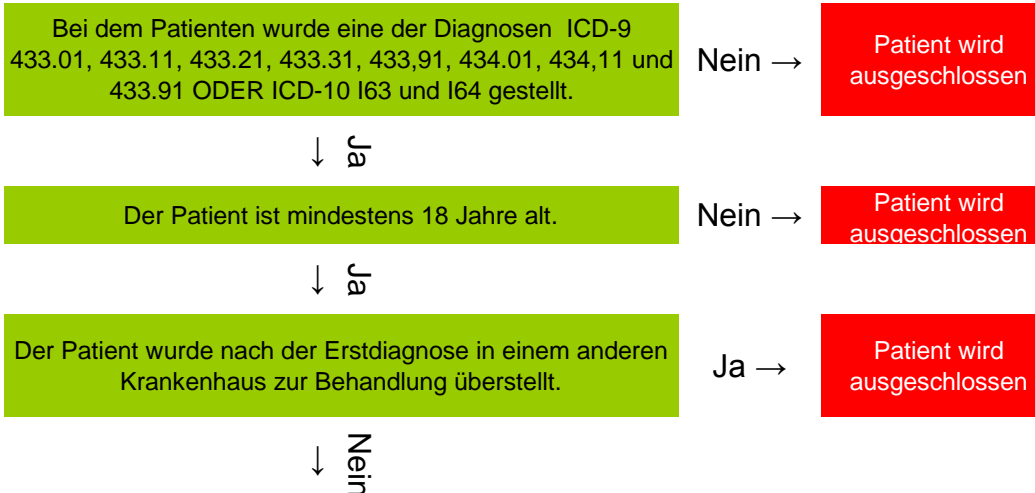 Bei dem Patienten wurde eine der Diagnosen ICD-9
433.01, 433.11, 433.21, 433.31, 433,91, 434.01, 434,11 und
433.91 ODER ICD-10 I63 und I64 gestellt.
Nein →
Patient wird
ausgeschlossen
↓ Ja
Der Patient ist mindestens 18 Jahre alt.
Nein →
Patient wird
ausgeschlossen
↓ Ja
Der Patient wurde nach der Erstdiagnose in einem anderen
Krankenhaus zur Behandlung überstellt.
Ja →
Patient wird
ausgeschlossen
↓ Nein